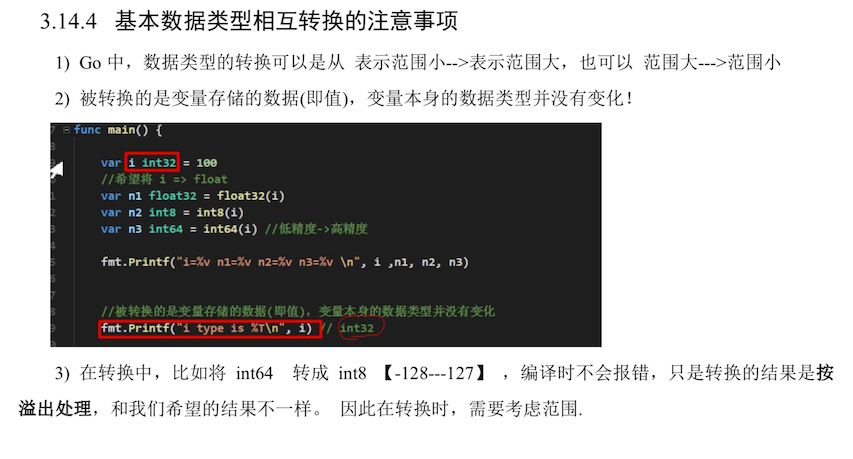 3.14.4 基本数据类型相互转换的注意事项
1) Go 中，数据类型的转换可以是从 表示范围小-->表示范围大，也可以 范围大--->范围小
2) 被转换的是变量存储的数据(即值)，变量本身的数据类型并没有变化!
func main() {
var i int32 = 100
//希望将 i => float
var n1 float32 = float32(i)
var n2 int8 = int8(i)
var n3 int64 = int64(i) //低精度->高精度
fmt.Printf("i=%v n1=%v n2=%v n3=%v \n", i ,n1, n2, n3)
//被转换的是变量存储的数据(即值)，变量本身的数据类型并没有变化
fmt.Printf("i type is %T\n", i) // int32
3) 在转换中，比如将 int64 转成 int8 【-128---127】 ，编译时不会报错，只是转换的结果是按
溢出处理，和我们希望的结果不一样。 因此在转换时，需要考虑范围.